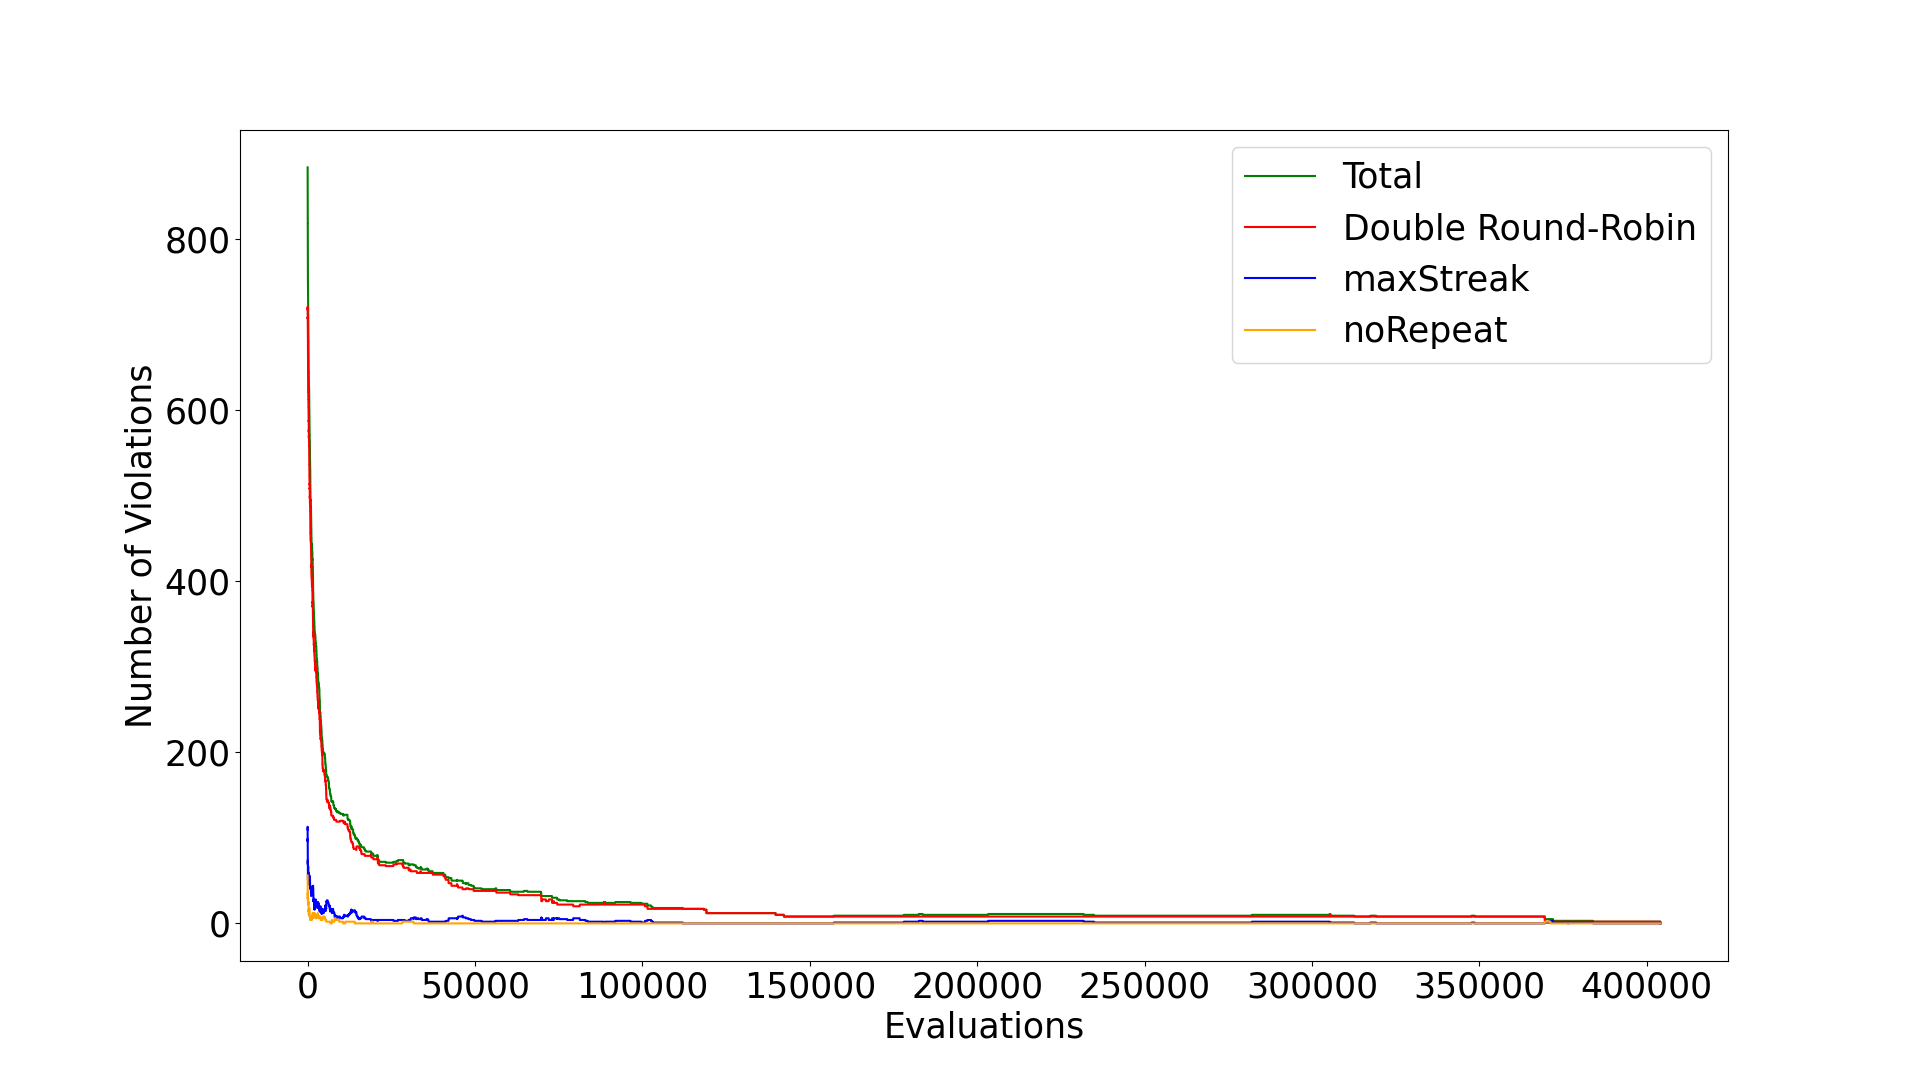 Total
Double Round-Robin
maxStreak
noRepeat
Number of Violations
800
600
400
200
0
0 50000 100000 150000 200000 250000 300000 350000 400000
Evaluations